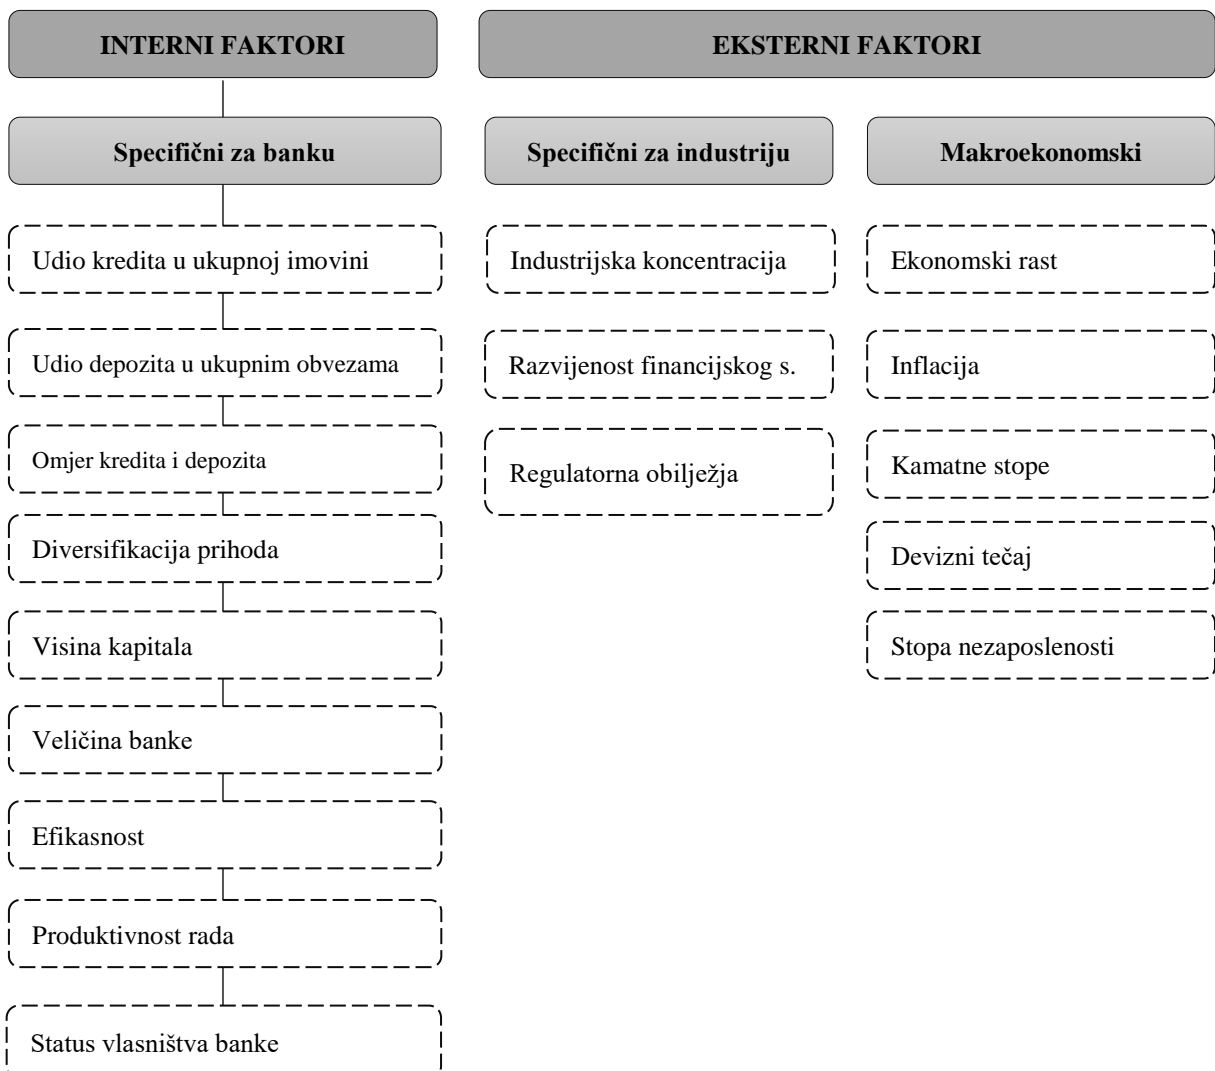 INTERNI FAKTORI
EKSTERNI FAKTORI
Specifični za banku
Specifični za industriju
Makroekonomski
Udio kredita u ukupnoj imovini
Udio depozita u ukupnim obvezama
Omjer kredita i depozita
Diversifikacija prihoda
Visina kapitala
Veličina banke
Efikasnost
Produktivnost rada
Status vlasništva banke
Industrijska koncentracija
Razvijenost financijskog s.
Regulatorna obilježja
Ekonomski rast
Inflacija
Kamatne stope
Devizni tečaj
Stopa nezaposlenosti